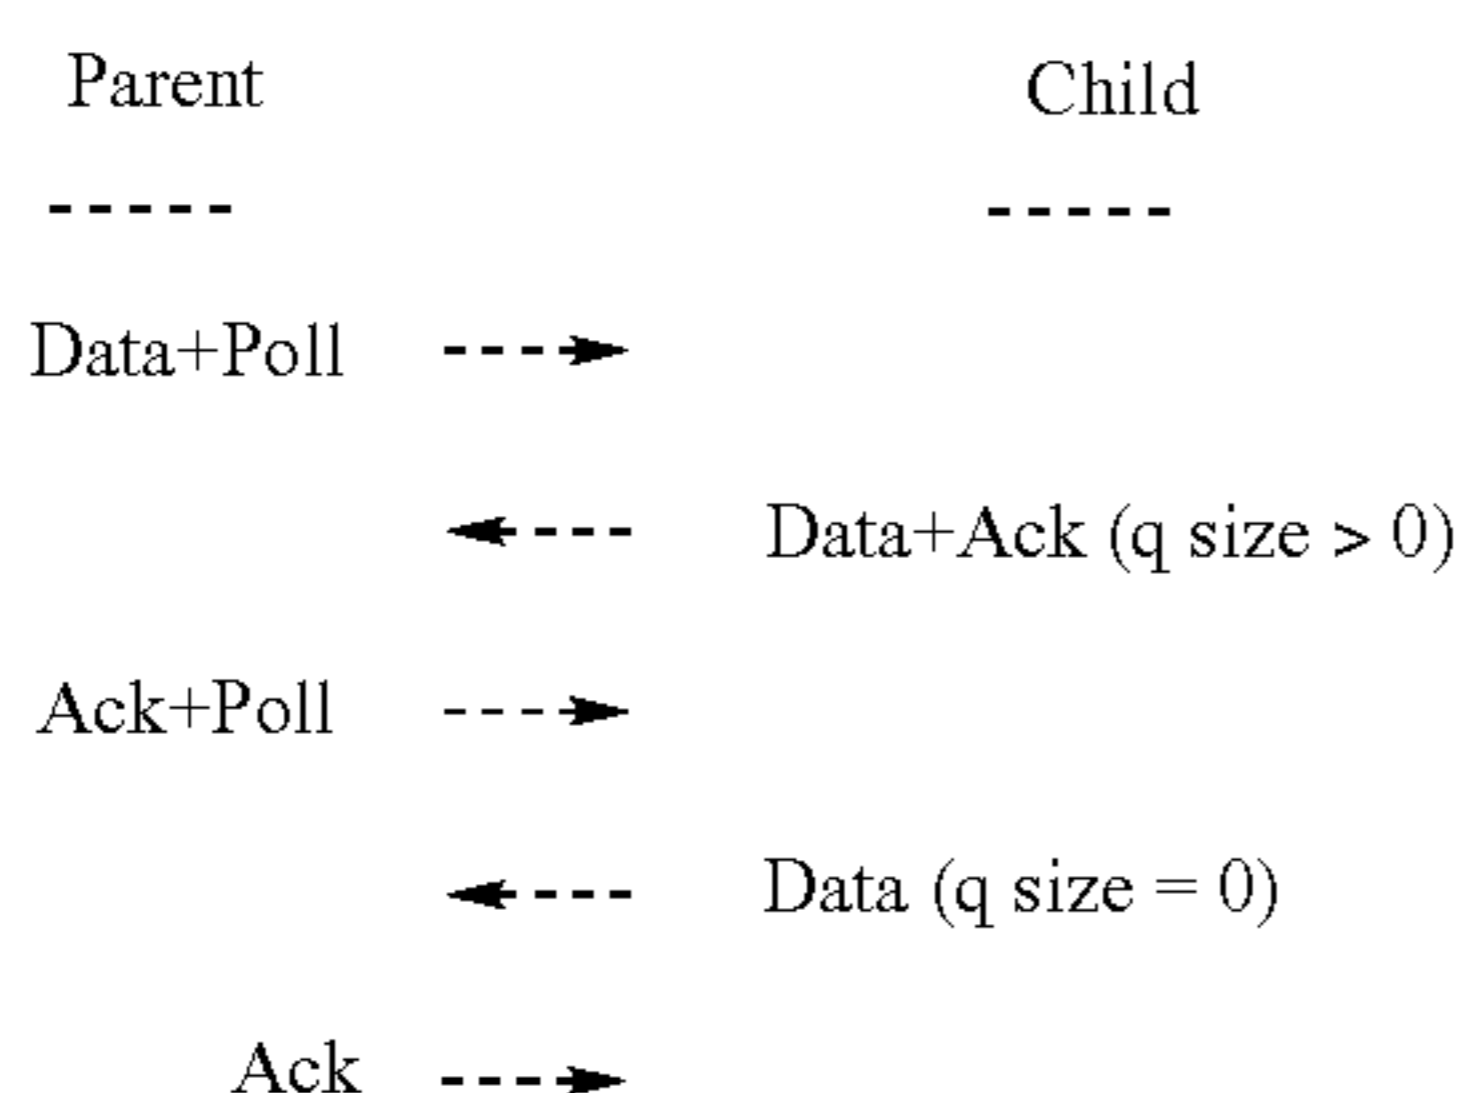 Parent Child
----- -----
Data+Poll
Data+Ack (q size > 0)
Ack+Poll
Data (q size = 0)
Ack